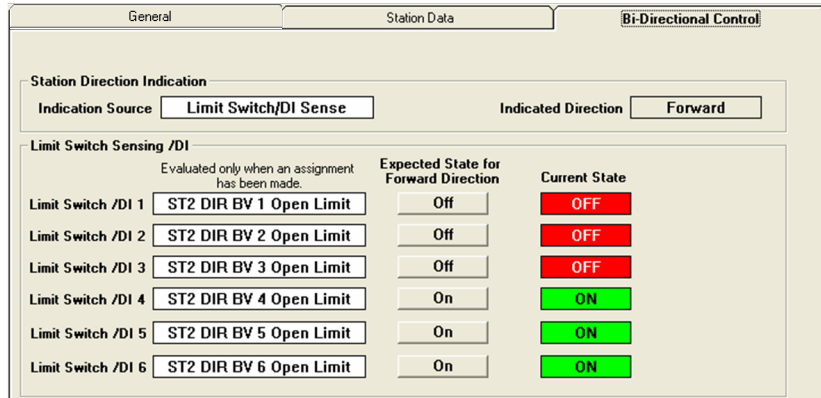 General Station Data Bi-Directional Control
Station Direction Indication
Indication Source Limit Switch/DI Sense Indicated Direction Forward
Limit Switch Sensing /DI
Evaluated only when an assignment has been made. Expected State for Forward Direction Current State
Limit Switch /DI 1 ST2 DIR BV 1 Open Limit Off OFF
Limit Switch /DI 2 ST2 DIR BV 2 Open Limit Off OFF
Limit Switch /DI 3 ST2 DIR BV 3 Open Limit Off OFF
Limit Switch /DI 4 ST2 DIR BV 4 Open Limit On ON
Limit Switch /DI 5 ST2 DIR BV 5 Open Limit On ON
Limit Switch /DI 6 ST2 DIR BV 6 Open Limit On ON